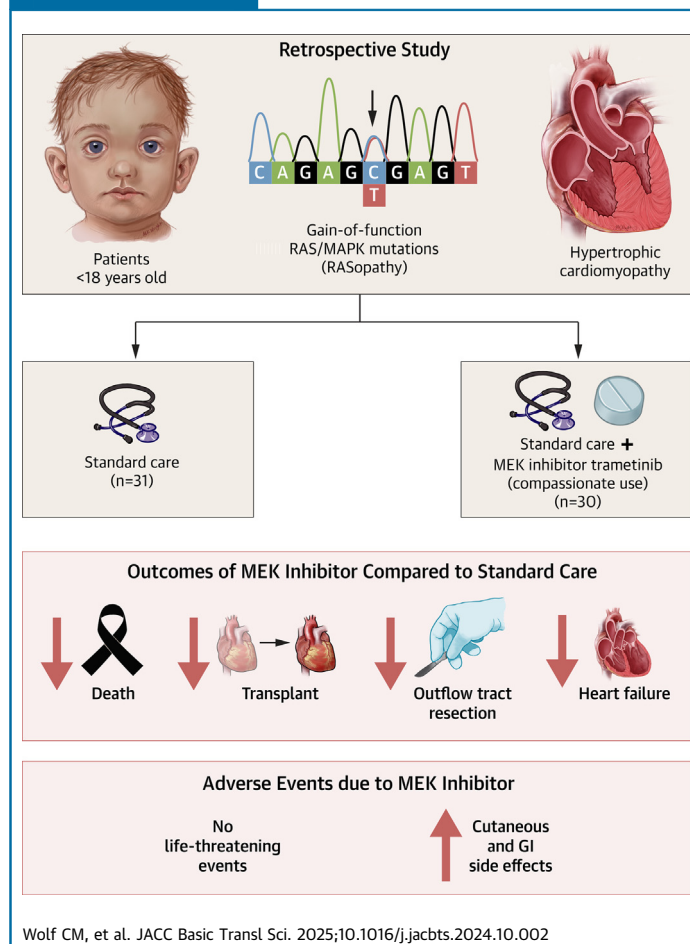 Retrospective Study
C A G A G C G A G T
T
Patients
<18 years old
Gain-of-function
RAS/MAPK mutations
(RASopathy)
Hypertrophic
cardiomyopathy
Standard care
(n=31)
Standard care +
MEK inhibitor trametinib
(compassionate use)
(n=30)
Outcomes of MEK Inhibitor Compared to Standard Care
Death
Transplant
Outflow tract
resection
Heart failure
Adverse Events due to MEK Inhibitor
No
life-threatening
events
Cutaneous
and GI
side effects
Wolf CM, et al. JACC Basic Transl Sci. 2025;10.1016/j.jacbts.2024.10.002